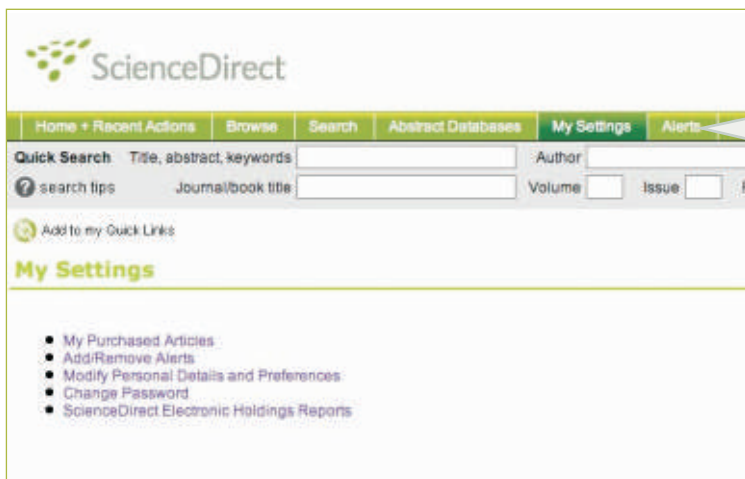 ScienceDirect
Home + Recent Actions Browse Search Abstract Databases My Settings Alerts
Quick Search Title, abstract, keywords Author
? search tips Journal/book title Volume Issue
Add to my Quick Links
My Settings
My Purchased Articles
Add/Remove Alerts
Modify Personal Details and Preferences
Change Password
ScienceDirect Electronic Holdings Reports